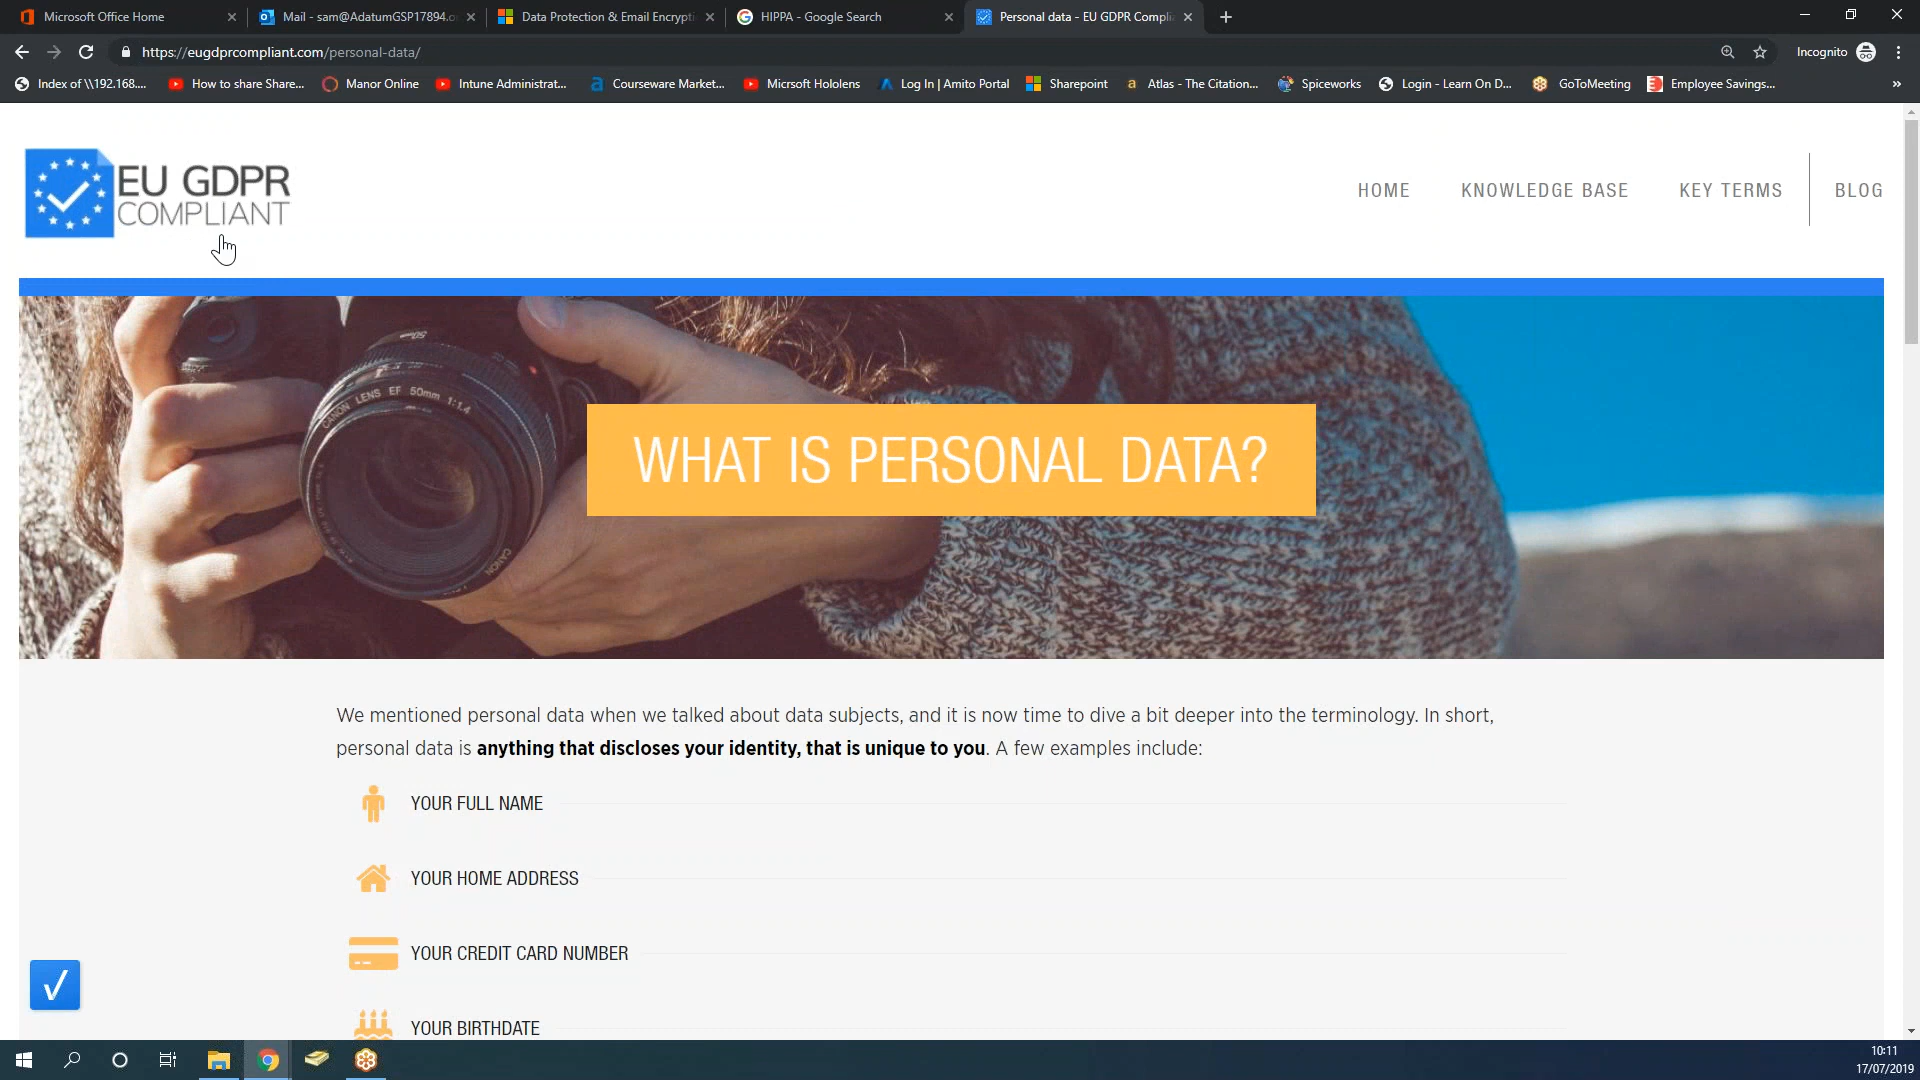 Microsoft Office Home
Mail - sam@AdatumGSP17894.o
Data Protection & Email Encrypti
HIPPA - Google Search
Personal data - EU GDPR Compli
https://eugdprcompliant.com/personal-data/
Incognito
Index of \\192.168....
How to share Share...
Manor Online
Intune Administrat...
Courseware Market...
Micrsoft Hololens
Log In | Amito Portal
Sharepoint
Atlas - The Citation...
Spiceworks
Login - Learn On D...
GoToMeeting
Employee Savings...
»
EU GDPR
COMPLIANT
HOME
KNOWLEDGE BASE
KEY TERMS
BLOG
CANON LENS EF 50mm 1:1.4
50mm
CANON
WHAT IS PERSONAL DATA?
We mentioned personal data when we talked about data subjects, and it is now time to dive a bit deeper into the terminology. In short,
personal data is anything that discloses your identity, that is unique to you. A few examples include:
YOUR FULL NAME
YOUR HOME ADDRESS
YOUR CREDIT CARD NUMBER
YOUR BIRTHDATE
10:11
17/07/2019